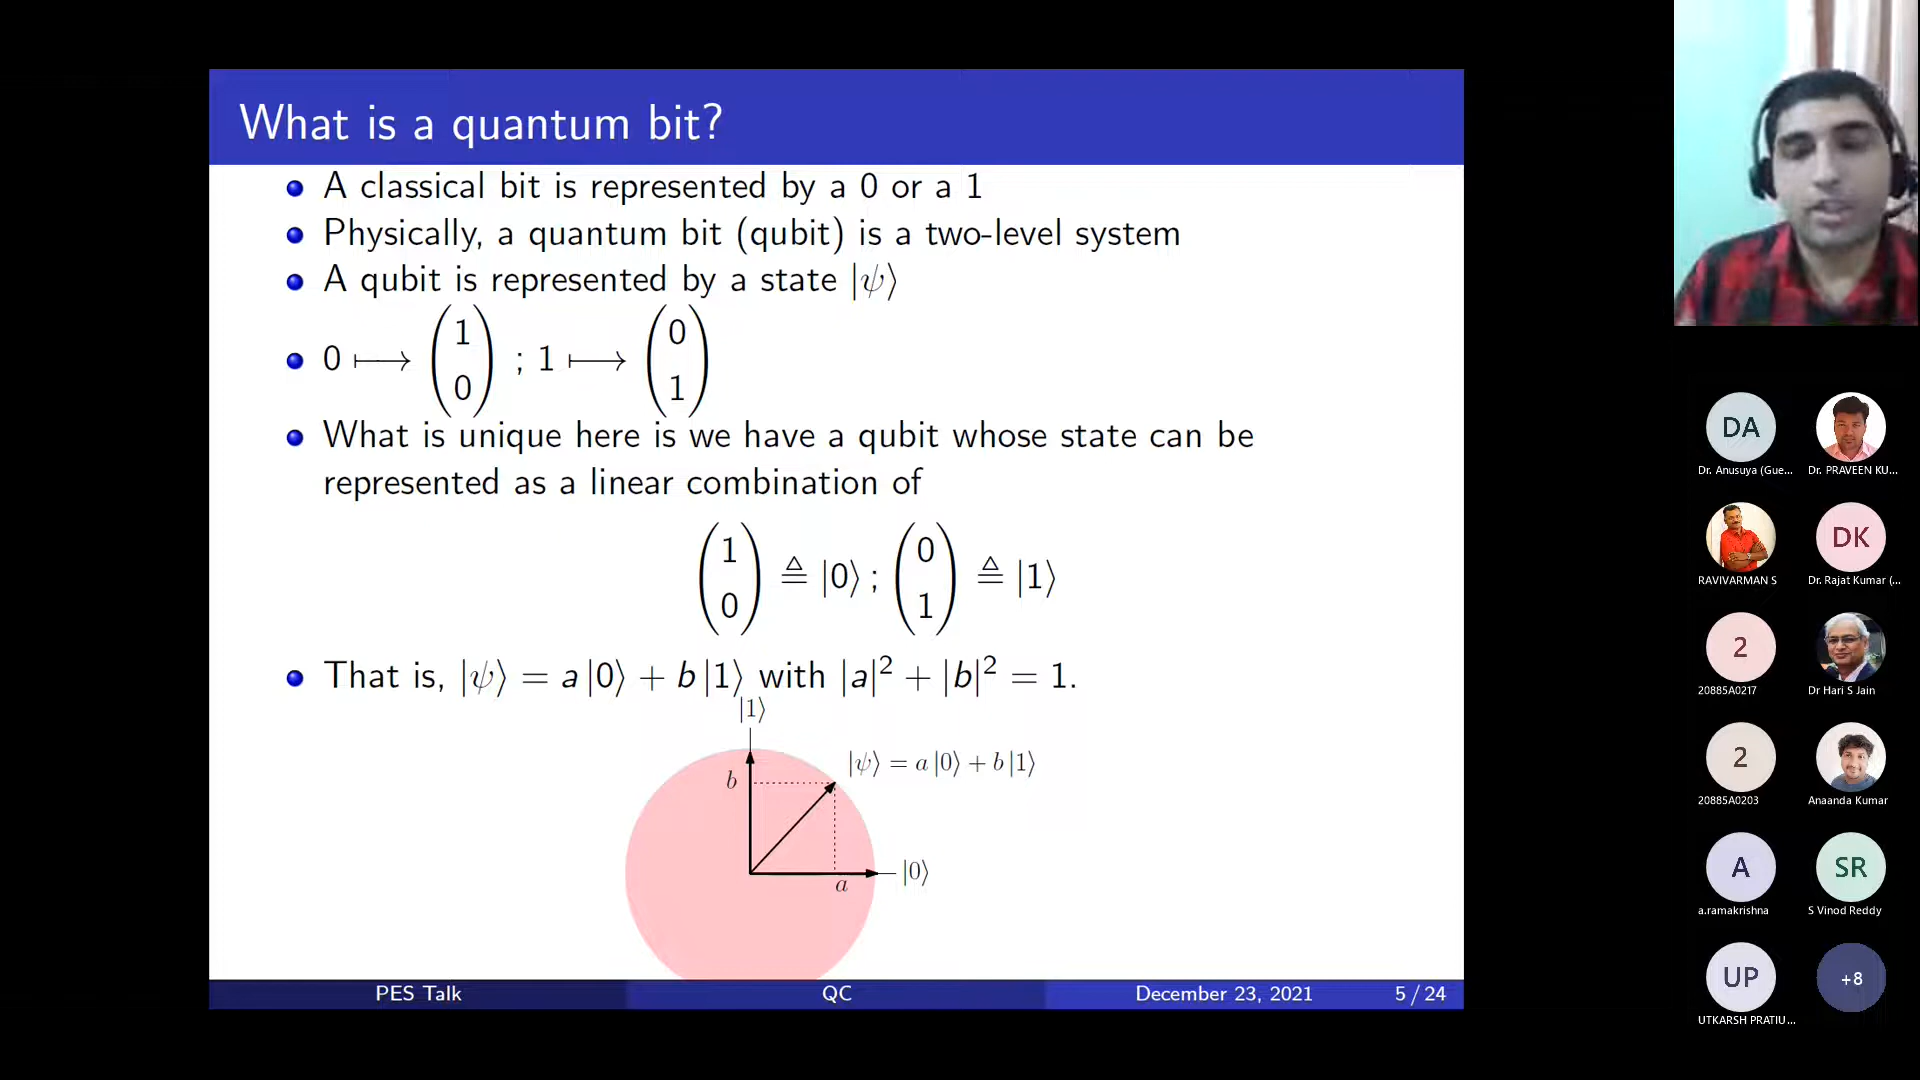 What is a quantum bit?
A classical bit is represented by a 0 or a 1
Physically, a quantum bit (qubit) is a two-level system
A qubit is represented by a state |ψ⟩
0 ⟼ (1 0) ; 1 ⟼ (0 1)
What is unique here is we have a qubit whose state can be
represented as a linear combination of
(1 0) ≜ |0⟩ ; (0 1) ≜ |1⟩
That is, |ψ⟩ = a |0⟩ + b |1⟩ with |a|² + |b|² = 1.
|1⟩
|ψ⟩ = a |0⟩ + b |1⟩
b
|0⟩
a
PES Talk
QC
December 23, 2021
5 / 24
DA
Dr. Anusuya (Gue...
Dr. PRAVEEN KU...
RAVIVARMAN S
DK
Dr. Rajat Kumar (...
2
20885A0217
Dr Hari S Jain
2
20885A0203
Anaanda Kumar
A
a.ramakrishna
SR
S Vinod Reddy
UP
UTKARSH PRATIU...
+8